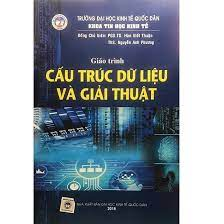 TRƯỜNG ĐẠI HỌC KINH TẾ QUỐC DÂN
KHOA TIN HỌC KINH TẾ
Đồng Chủ biên: PGS.TS. Hàn Viết Thuận
ThS. Nguyễn Anh Phương
Giáo trình
CẤU TRÚC DỮ LIỆU
VÀ GIẢI THUẬT
NHÀ XUẤT BẢN ĐẠI HỌC KINH TẾ QUỐC DÂN
2018